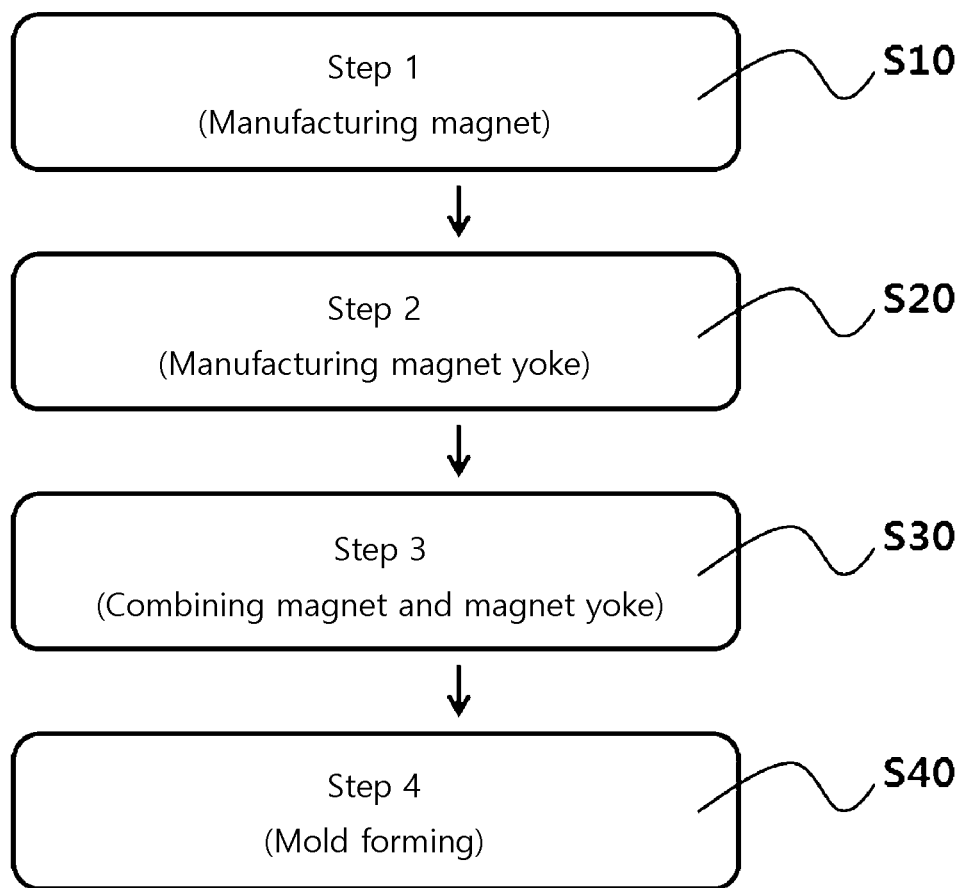 Step 1
(Manufacturing magnet)
S10
Step 2
(Manufacturing magnet yoke)
S20
Step 3
(Combining magnet and magnet yoke)
S30
Step 4
(Mold forming)
S40